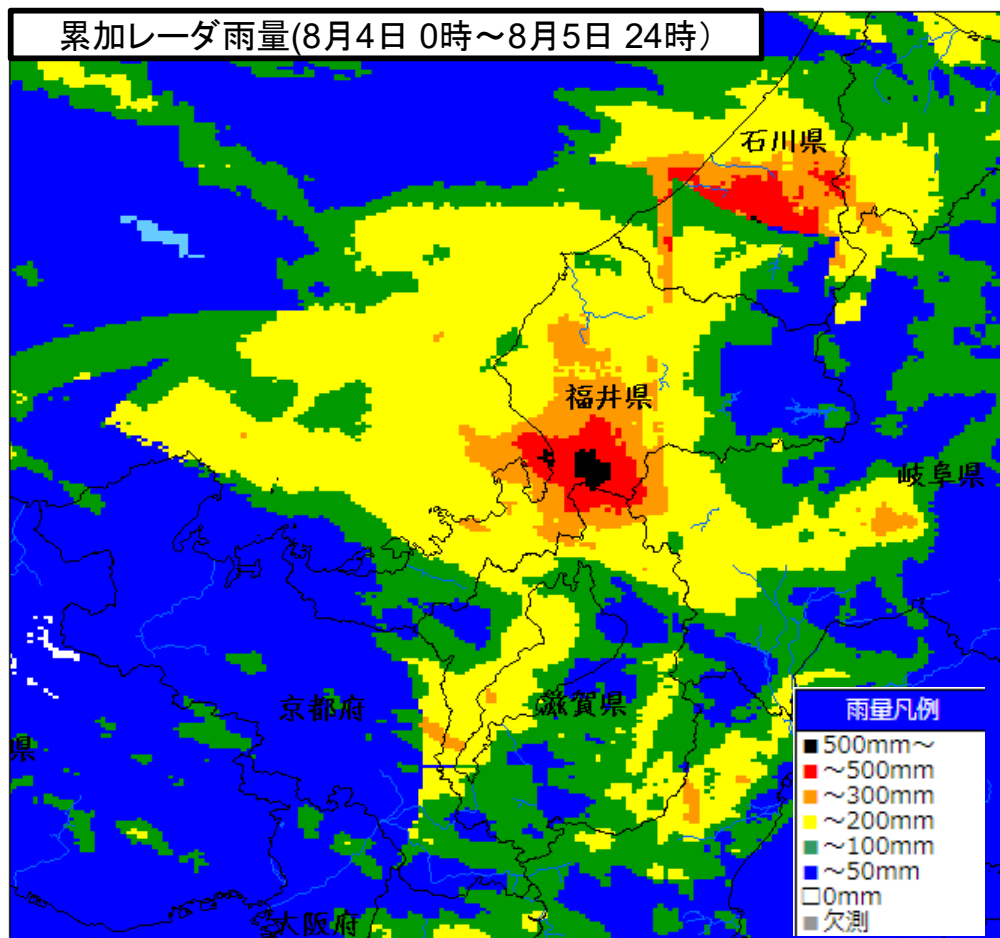 累加レーダ雨量(8月4日 0時～8月5日 24時）
石川県
福井県
岐阜県
京都府
滋賀県
県
大阪府
雨量凡例
■500mm～
■～500mm
■～300mm
■～200mm
■～100mm
■～50mm
□0mm
■欠測